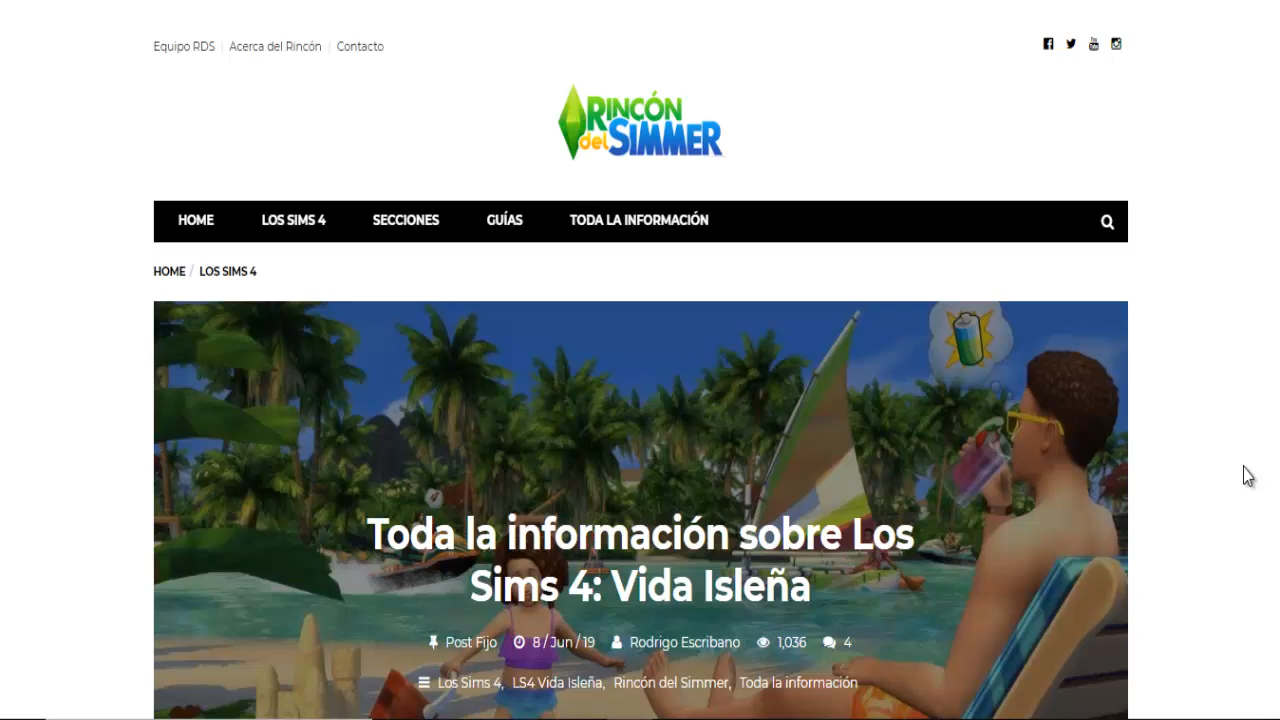 Equipo RDS Acerca del Rincón Contacto
RINCÓN
del SIMMER
HOME LOS SIMS 4 SECCIONES GUÍAS TODA LA INFORMACIÓN
HOME / LOS SIMS 4
Toda la información sobre Los
Sims 4: Vida Isleña
Post Fijo 8 / Jun / 19 Rodrigo Escribano 1,036 4
Los Sims 4, LS4 Vida Isleña, Rincón del Simmer, Toda la información